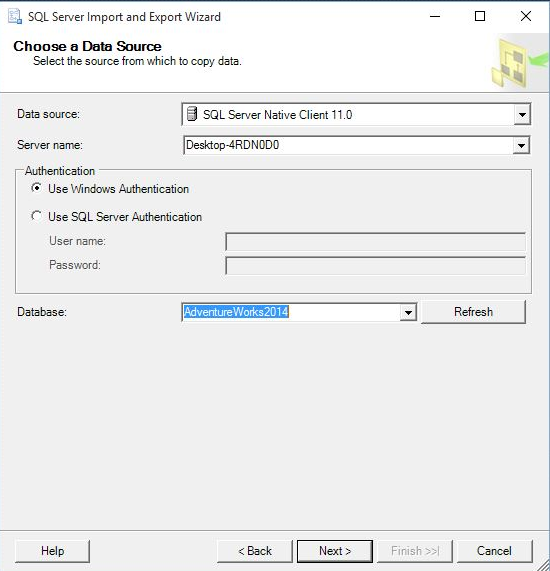 SQL Server Import and Export Wizard
Choose a Data Source
Select the source from which to copy data.
Data source: SQL Server Native Client 11.0
Server name: Desktop-4RDN0D0
Authentication
Use Windows Authentication
Use SQL Server Authentication
User name:
Password:
Database: AdventureWorks2014 Refresh
Help < Back Next > Finish >>| Cancel